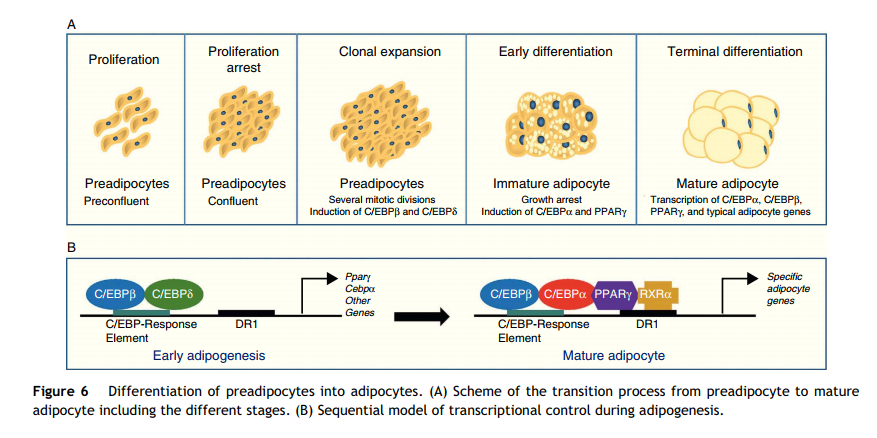 A
Proliferation
Preadipocytes
Preconfluent
Proliferation
arrest
Preadipocytes
Confluent
Clonal expansion
Preadipocytes
Several mitotic divisions
Induction of C/EBPβ and C/EBPδ
Early differentiation
Immature adipocyte
Growth arrest
Induction of C/EBPα and PPARγ
Terminal differentiation
Mature adipocyte
Transcription of C/EBPα, C/EBPβ,
PPARγ, and typical adipocyte genes
B
C/EBPβ
C/EBPδ
Pparγ
Cebpα
Other
Genes
C/EBP-Response
Element
DR1
Early adipogenesis
C/EBPβ
C/EBPα
PPARγ
RXRα
Specific
adipocyte
genes
C/EBP-Response
Element
DR1
Mature adipocyte
Figure 6 Differentiation of preadipocytes into adipocytes. (A) Scheme of the transition process from preadipocyte to mature
adipocyte including the different stages. (B) Sequential model of transcriptional control during adipogenesis.